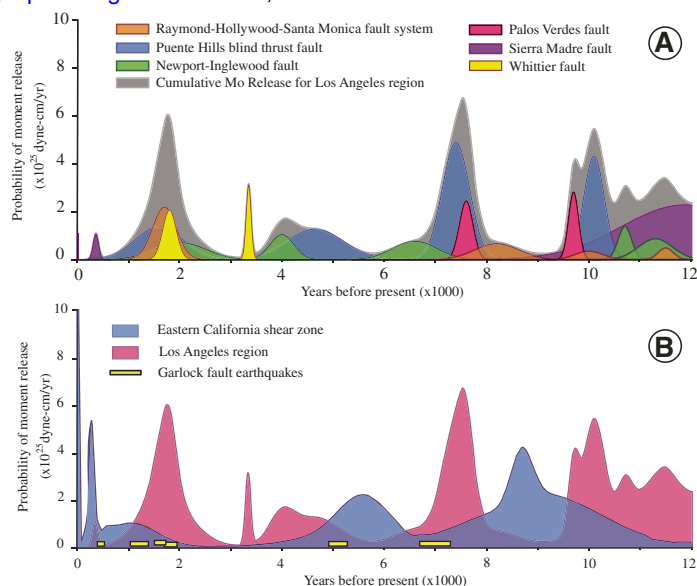 10
8
6
4
2
0
Probability of moment release
(x10²⁵ dyne-cm/yr)
Raymond-Hollywood-Santa Monica fault system
Puente Hills blind thrust fault
Newport-Inglewood fault
Cumulative Mo Release for Los Angeles region
Palos Verdes fault
Sierra Madre fault
Whittier fault
A
0 2 4 6 8 10 12
Years before present (x1000)
10
8
6
4
2
0
Probability of moment release
(x10²⁵ dyne-cm/yr)
Eastern California shear zone
Los Angeles region
Garlock fault earthquakes
B
0 2 4 6 8 10 12
Years before present (x1000)